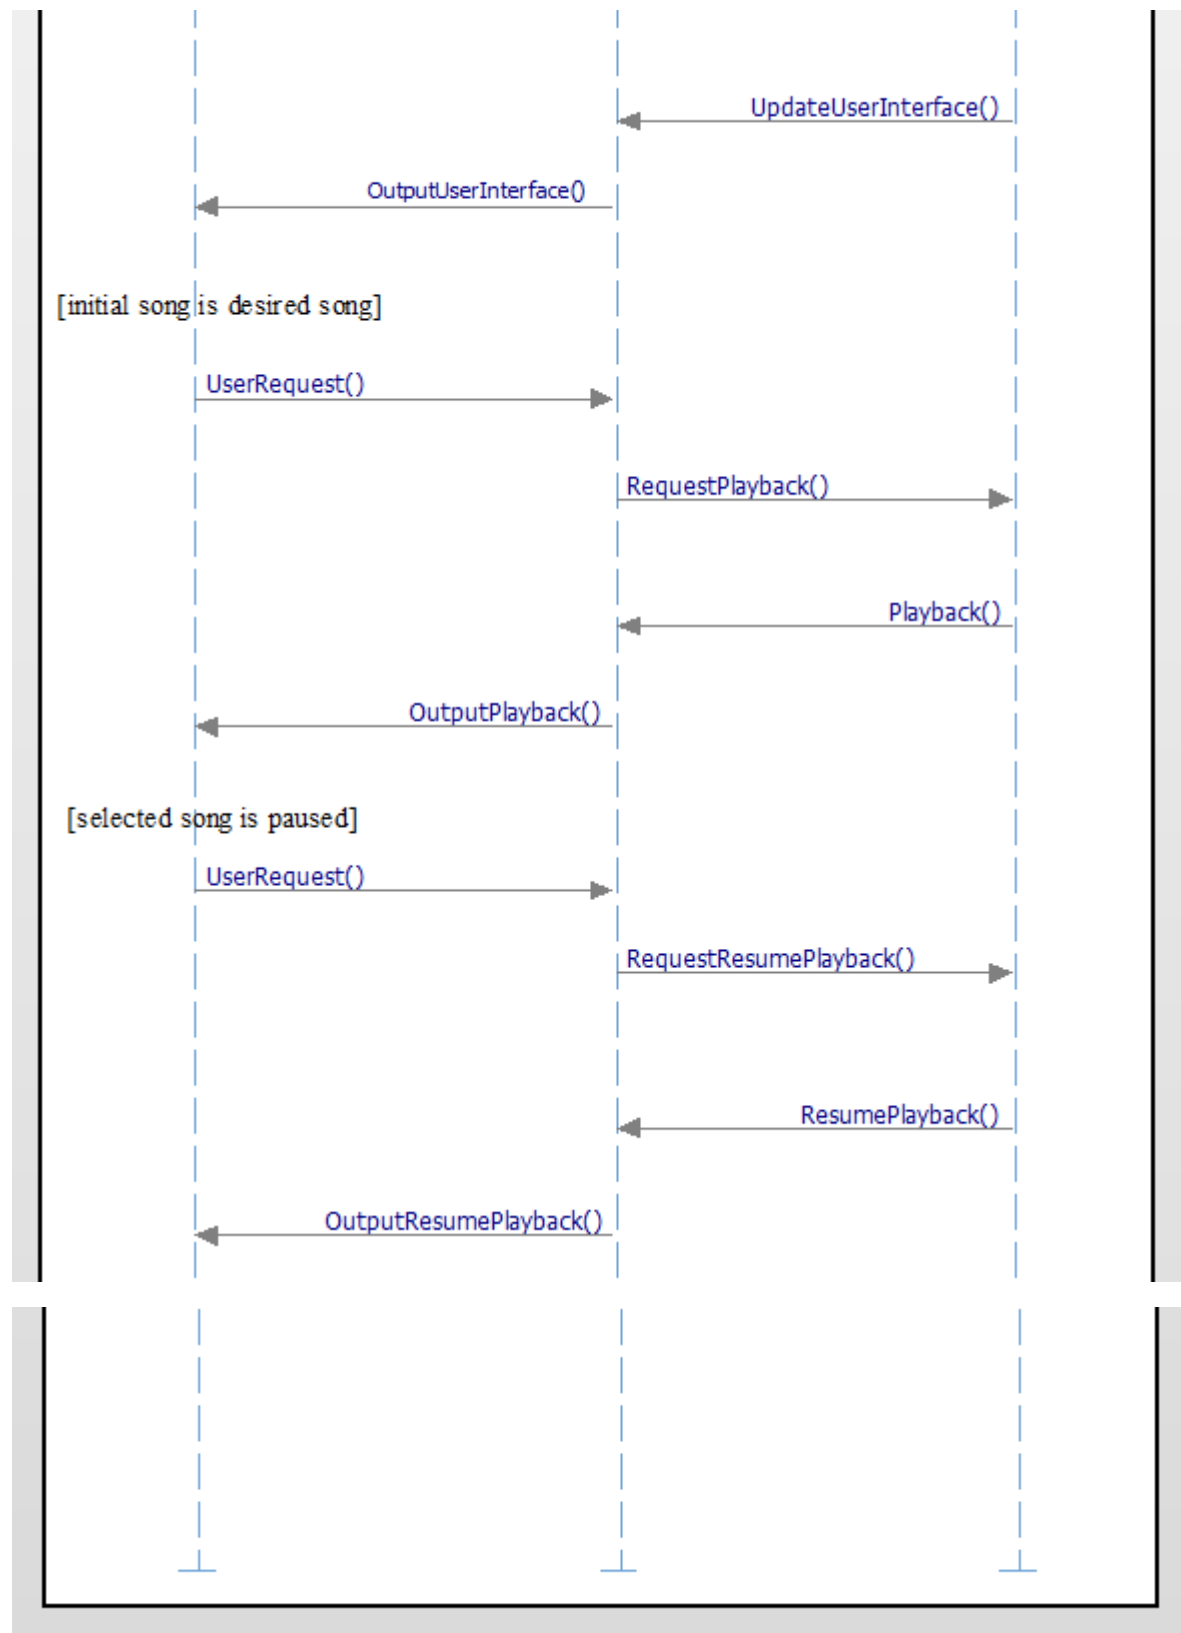 UpdateUserInterface()
OutputUserInterface()
[initial song is desired song]
UserRequest()
RequestPlayback()
Playback()
OutputPlayback()
[selected song is paused]
UserRequest()
RequestResumePlayback()
ResumePlayback()
OutputResumePlayback()